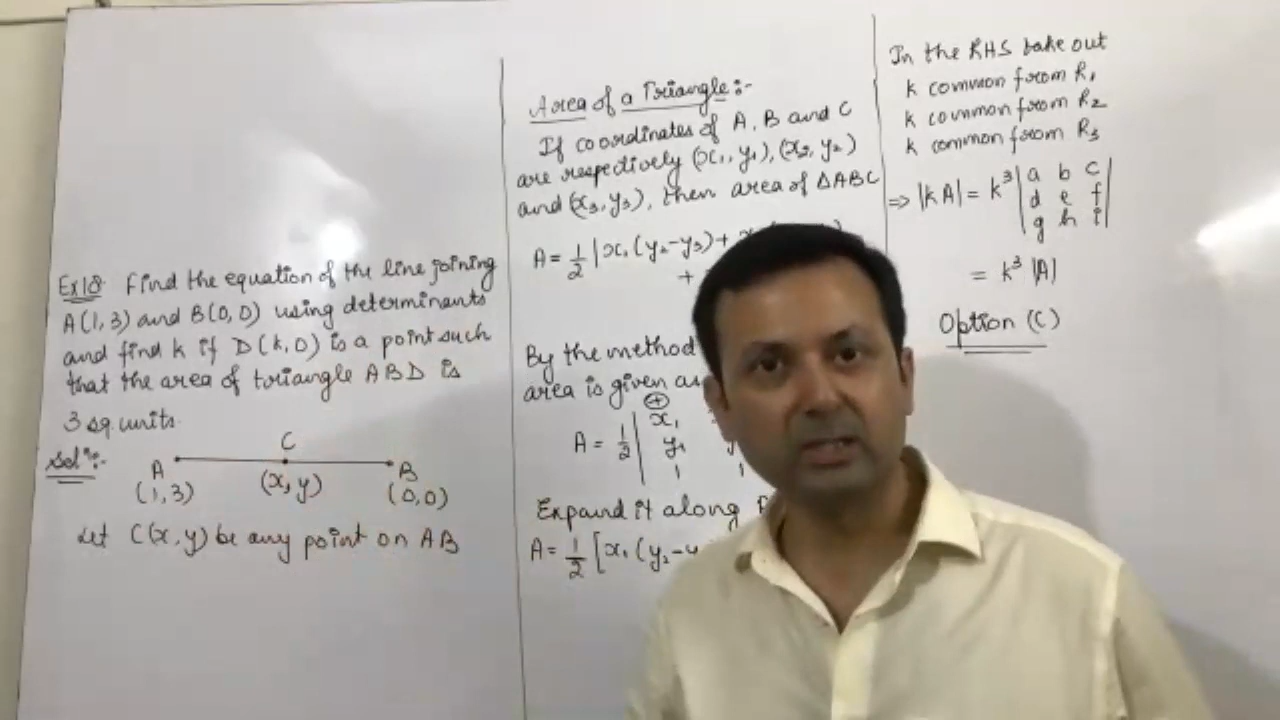 Ex18 Find the equation of the line joining
A(1,3) and B(0,0) using determinants
and find k if D(k,0) is a point such
that the area of triangle ABD is
3 sq units.
Solⁿ:-
C
A
B
(1,3)
(x,y)
(0,0)
Let C(x,y) be any point on AB
Area of a Triangle:-
If coordinates of A, B and C
are respectively (x₁, y₁), (x₂, y₂)
and (x₃, y₃), then area of ΔABC
A = 1/2 |x₁(y₂-y₃)+
+
By the method
area is given as
+
A = 1/2 | x₁
y₁
1 1
Expand it along
A = 1/2 [x₁(y₂-y
In the RHS take out
k common from R₁
k common from R₂
k common from R₃
⇒ |kA| = k³ | a b c |
| d e f |
| g h i |
= k³ |A|
Option (C)